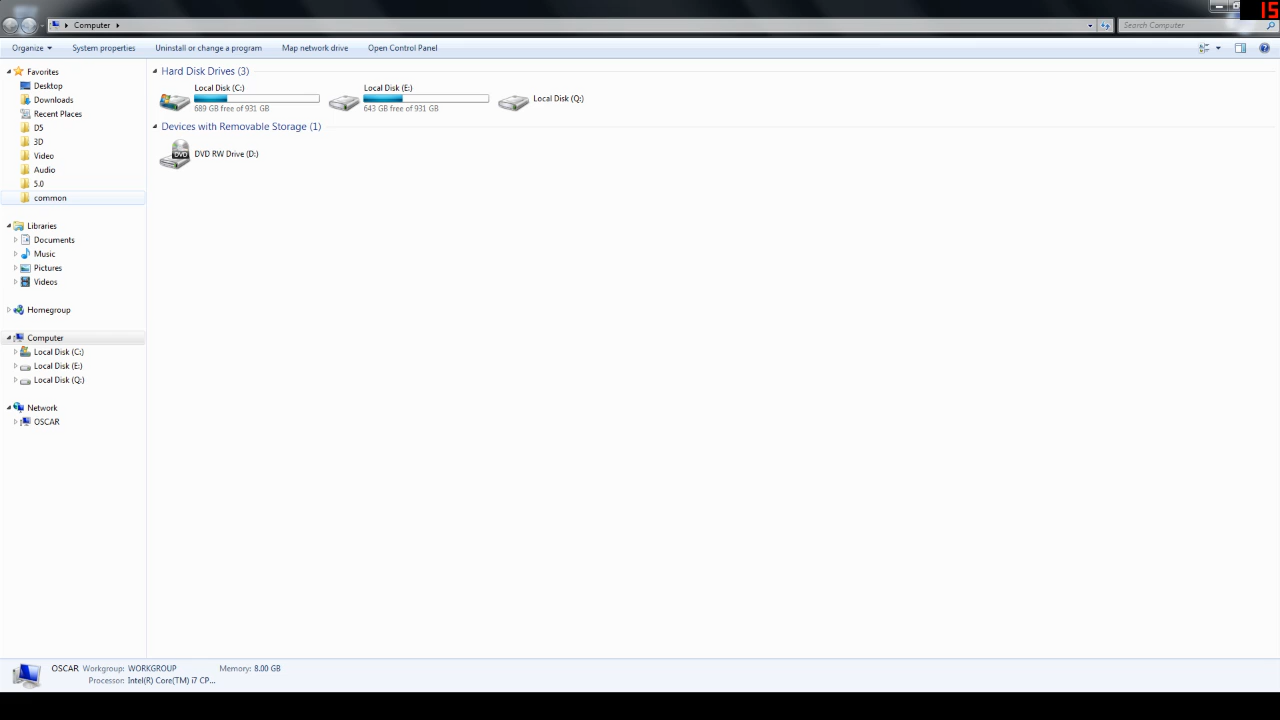 15
Computer
Search Computer
Organize
System properties
Uninstall or change a program
Map network drive
Open Control Panel
Favorites
Desktop
Downloads
Recent Places
D5
3D
Video
Audio
5.0
common
Libraries
Documents
Music
Pictures
Videos
Homegroup
Computer
Local Disk (C:)
Local Disk (E:)
Local Disk (Q:)
Network
OSCAR
Hard Disk Drives (3)
Local Disk (C:)
689 GB free of 931 GB
Local Disk (E:)
643 GB free of 931 GB
Local Disk (Q:)
Devices with Removable Storage (1)
DVD
DVD RW Drive (D:)
OSCAR Workgroup: WORKGROUP Memory: 8.00 GB
Processor: Intel(R) Core(TM) i7 CP...